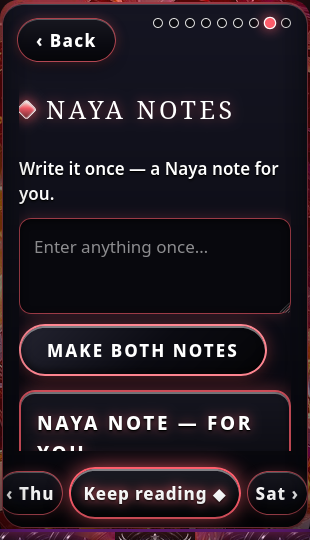 ‹ Back
NAYA NOTES
Write it once — a Naya note for
you.
Enter anything once...
MAKE BOTH NOTES
NAYA NOTE — FOR
YOU
‹ Thu
Keep reading ◆
Sat ›